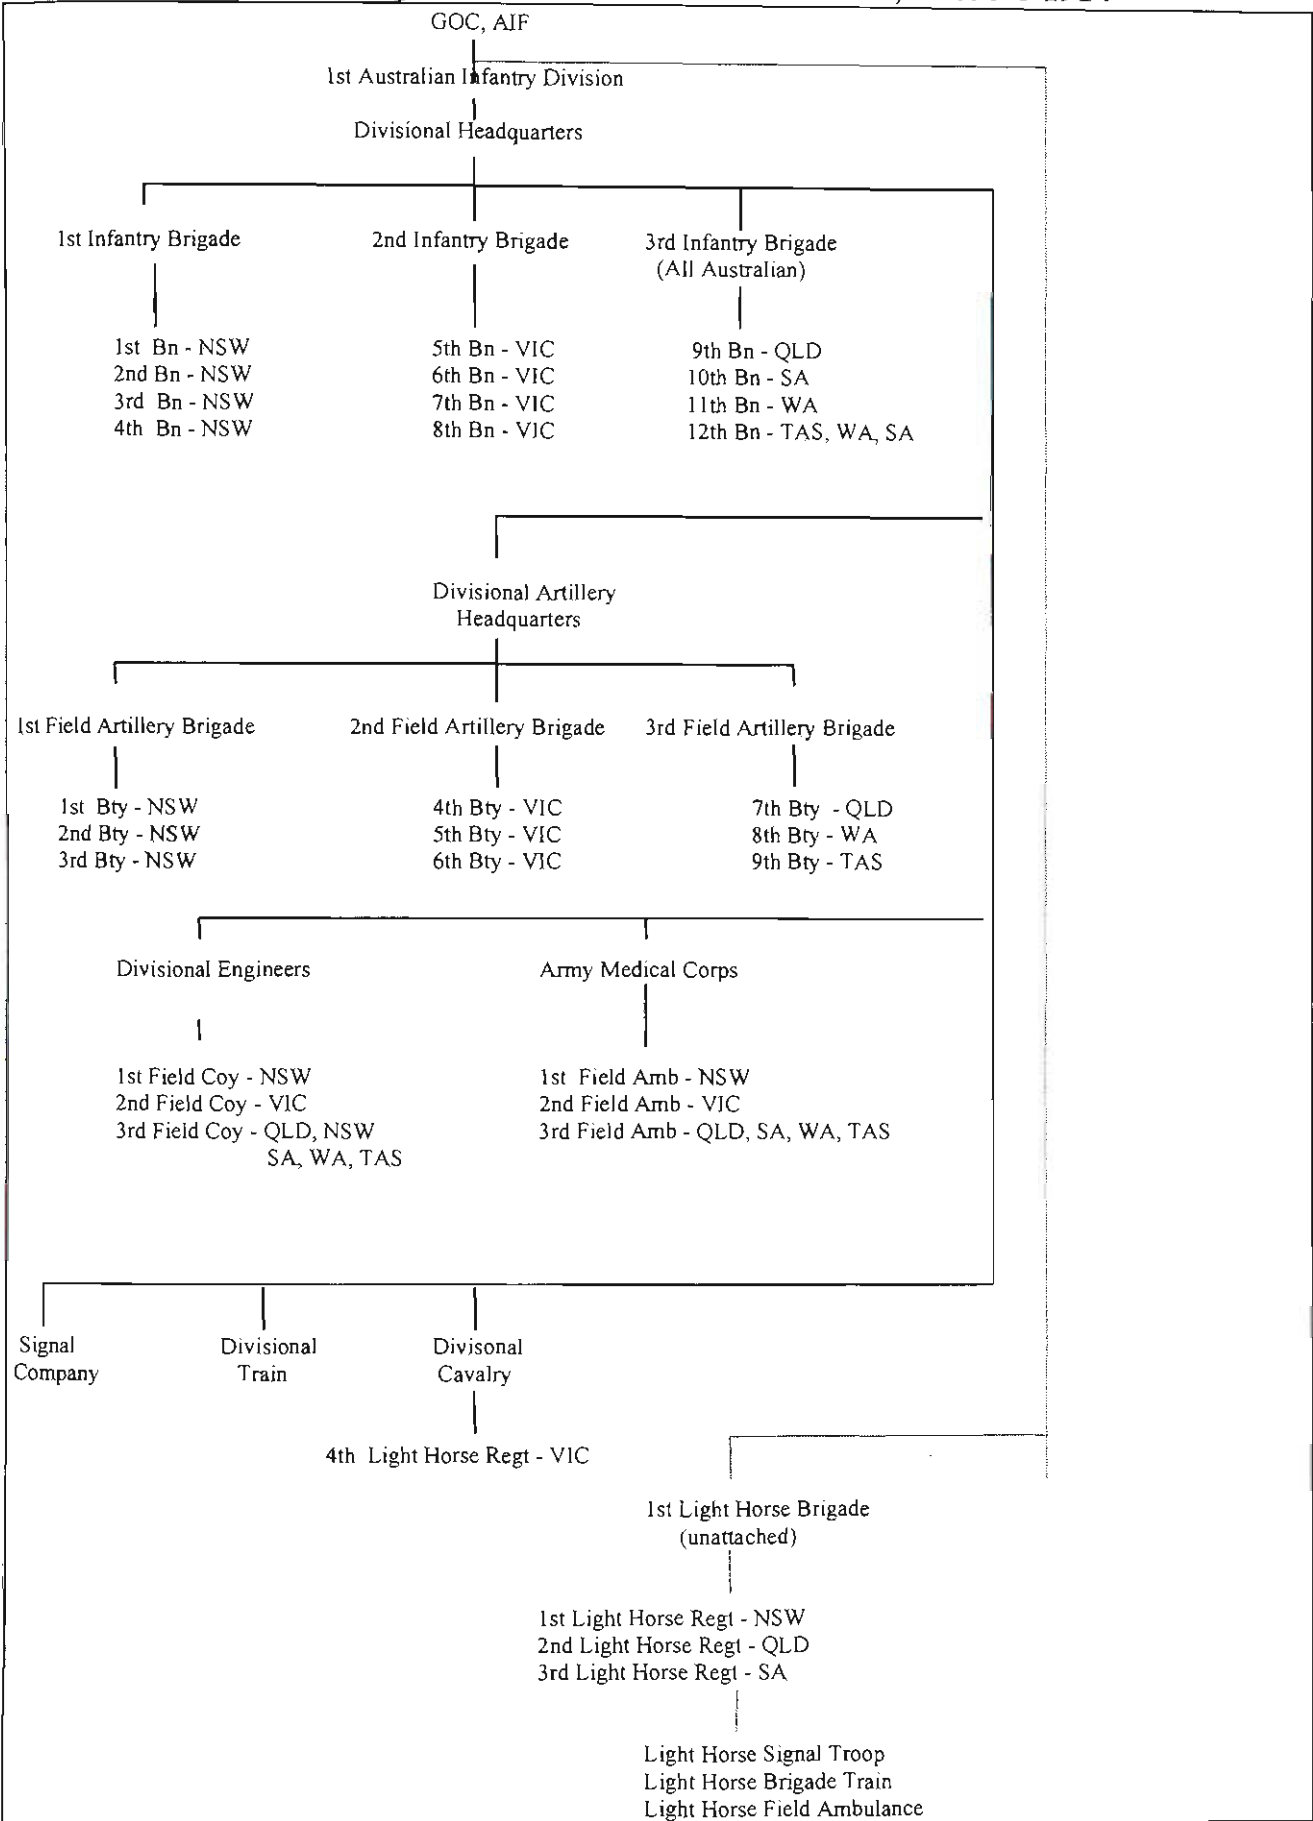 GOC, AIF
1st Australian Infantry Division
Divisional Headquarters
1st Infantry Brigade
2nd Infantry Brigade
3rd Infantry Brigade
(All Australian)
1st Bn - NSW
2nd Bn - NSW
3rd Bn - NSW
4th Bn - NSW
5th Bn - VIC
6th Bn - VIC
7th Bn - VIC
8th Bn - VIC
9th Bn - QLD
10th Bn - SA
11th Bn - WA
12th Bn - TAS, WA, SA
Divisional Artillery
Headquarters
1st Field Artillery Brigade
2nd Field Artillery Brigade
3rd Field Artillery Brigade
1st Bty - NSW
2nd Bty - NSW
3rd Bty - NSW
4th Bty - VIC
5th Bty - VIC
6th Bty - VIC
7th Bty - QLD
8th Bty - WA
9th Bty - TAS
Divisional Engineers
Army Medical Corps
1st Field Coy - NSW
2nd Field Coy - VIC
3rd Field Coy - QLD, NSW
SA, WA, TAS
1st Field Amb - NSW
2nd Field Amb - VIC
3rd Field Amb - QLD, SA, WA, TAS
Signal
Company
Divisional
Train
Divisonal
Cavalry
4th Light Horse Regt - VIC
1st Light Horse Brigade
(unattached)
1st Light Horse Regt - NSW
2nd Light Horse Regt - QLD
3rd Light Horse Regt - SA
Light Horse Signal Troop
Light Horse Brigade Train
Light Horse Field Ambulance